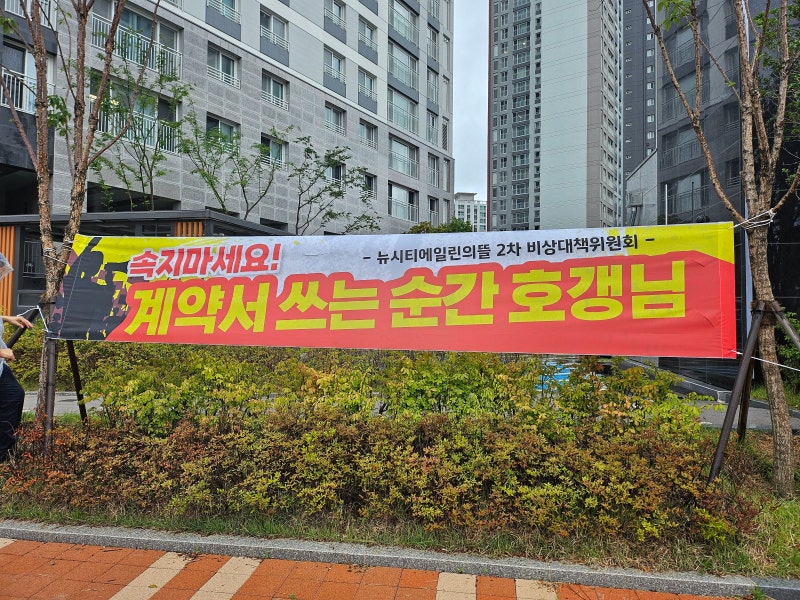 속지마세요!
- 뉴시티에일린의뜰 2차 비상대책위원회 -
계약서 쓰는 순간 호갱님